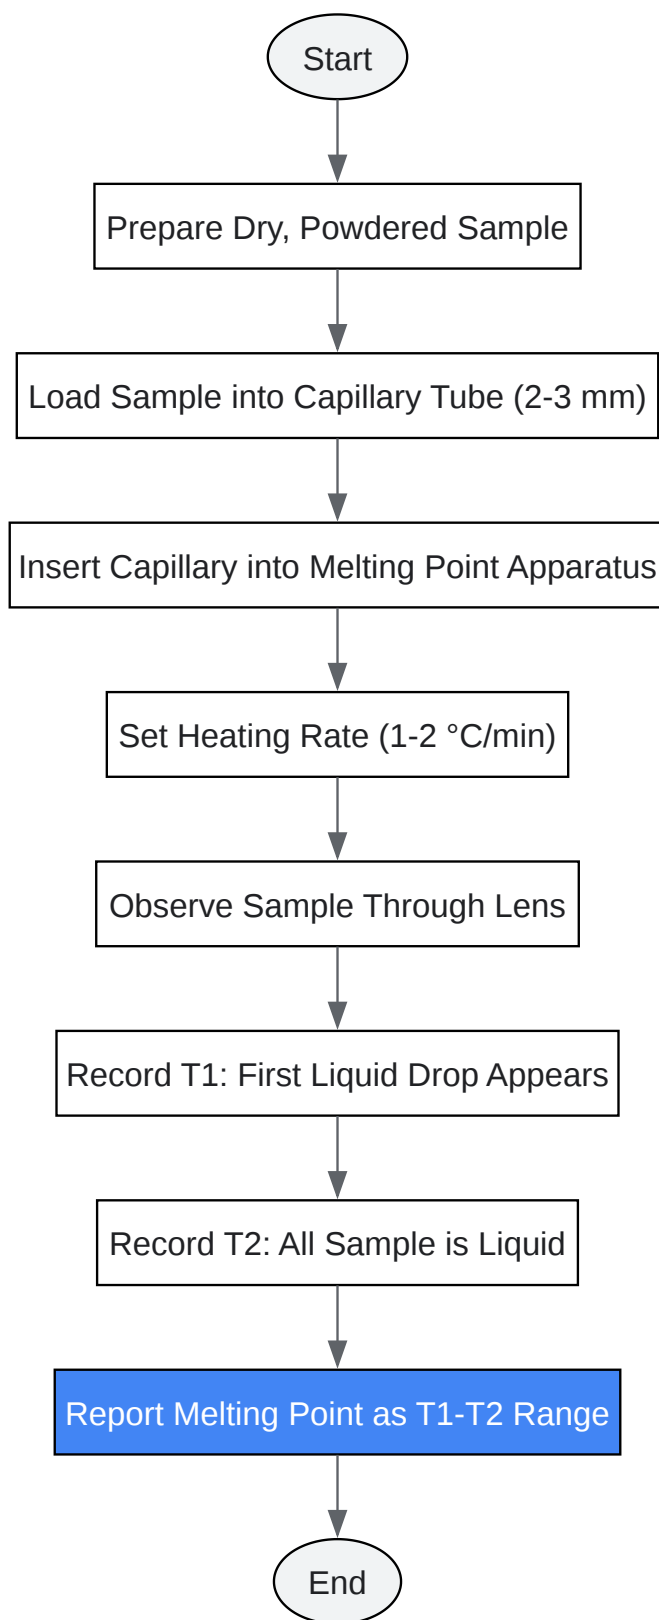 Start
Prepare Dry, Powdered Sample
Load Sample into Capillary Tube (2-3 mm)
Insert Capillary into Melting Point Apparatus
Set Heating Rate (1-2 °C/min)
Observe Sample Through Lens
Record T1: First Liquid Drop Appears
Record T2: All Sample is Liquid
Report Melting Point as T1-T2 Range
End